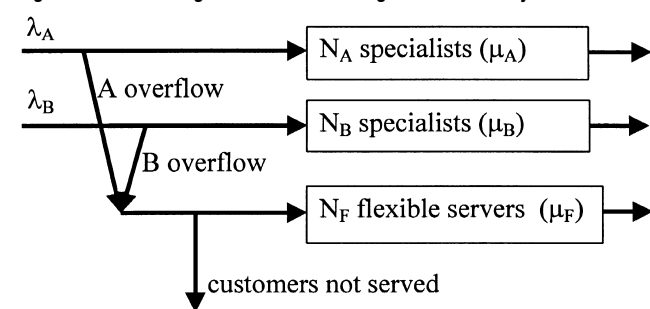 λA
NA specialists (μA)
A overflow
λB
NB specialists (μB)
B overflow
NF flexible servers (μF)
customers not served